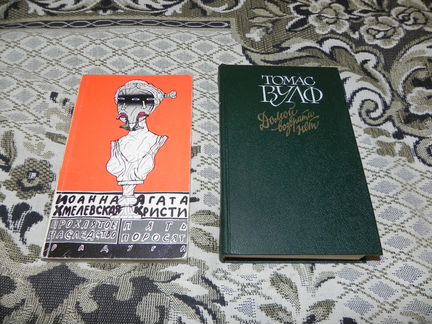 ИОАННА
ХМЕЛЕВСКАЯ
ПРОКЛЯТОЕ
НАСЛЕДСТВО
АГАТА
КРИСТИ
ПЯТЬ
ПОРОСЯТ
РАДУГА
ТОМАС
ВУЛФ
Домой
возврата
нет